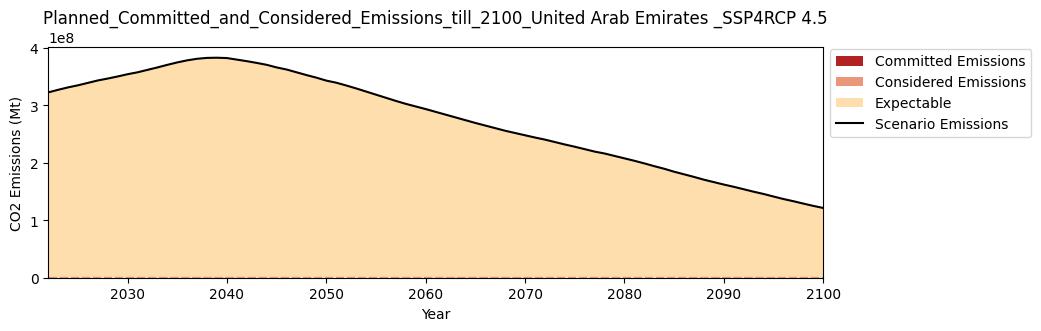 Planned_Committed_and_Considered_Emissions_till_2100_United Arab Emirates _SSP4RCP 4.5
1e8
4
3
2
1
0
CO2 Emissions (Mt)
2030 2040 2050 2060 2070 2080 2090 2100
Year
Committed Emissions
Considered Emissions
Expectable
Scenario Emissions